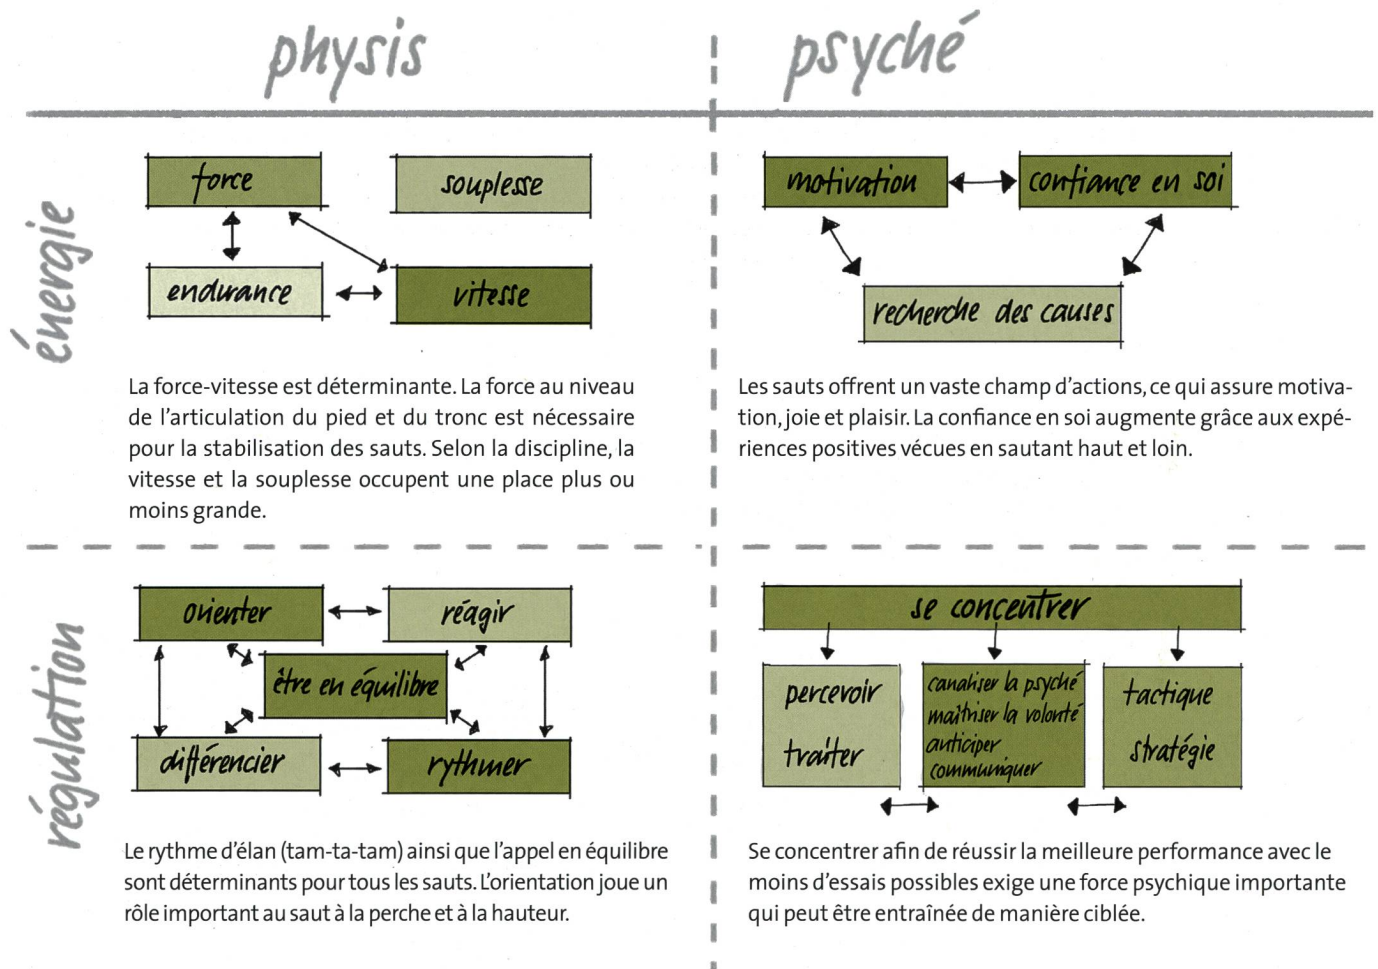 physis
psyché
énergie
force
souplesse
endurance
vitesse
La force-vitesse est déterminante. La force au niveau
de l'articulation du pied et du tronc est nécessaire
pour la stabilisation des sauts. Selon la discipline, la
vitesse et la souplesse occupent une place plus ou
moins grande.
motivation
confiance en soi
recherche des causes
Les sauts offrent un vaste champ d'actions, ce qui assure motiva-
tion, joie et plaisir. La confiance en soi augmente grâce aux expé-
riences positives vécues en sautant haut et loin.
régulation
orienter
réagir
être en équilibre
différencier
rythmer
Le rythme d'élan (tam-ta-tam) ainsi que l'appel en équilibre
sont déterminants pour tous les sauts. L'orientation joue un
rôle important au saut à la perche et à la hauteur.
se concentrer
percevoir
traiter
canaliser la psyché
maîtriser la volonté
anticiper
communiquer
tactique
stratégie
Se concentrer afin de réussir la meilleure performance avec le
moins d'essais possibles exige une force psychique importante
qui peut être entraînée de manière ciblée.